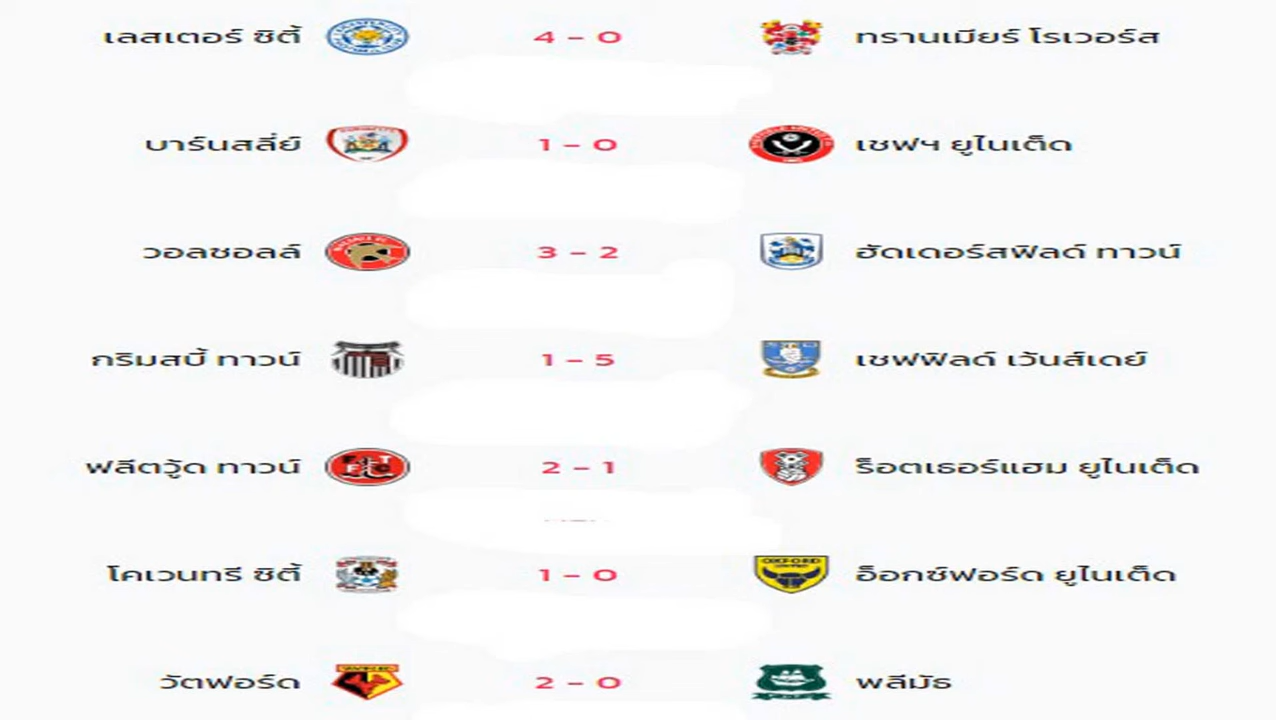 เลสเตอร์ ซิตี้ 4 - 0 ทรานเมียร์ โรเวอร์ส
บาร์นสลี่ย์ 1 - 0 เชฟฯ ยูไนเต็ด
วอลซอลล์ 3 - 2 ฮัดเดอร์สฟิลด์ ทาวน์
กริมสบี้ ทาวน์ 1 - 5 เชฟฟิลด์ เว้นส์เดย์
ฟลีตวู้ด ทาวน์ 2 - 1 ร็อตเธอร์แฮม ยูไนเต็ด
โคเวนทรี ซิตี้ 1 - 0 อ็อกซ์ฟอร์ด ยูไนเต็ด
วัตฟอร์ด 2 - 0 พลีมัธ